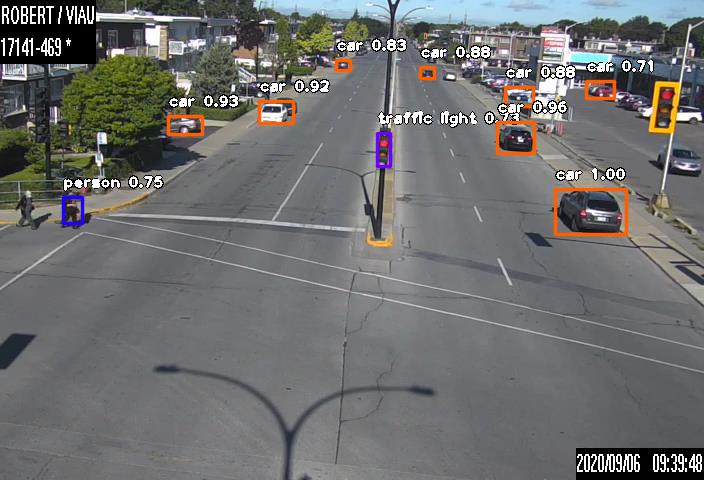 ROBERT / VIAU
17141-469 *
car 0.83
car 0.88
car 0.88
car 0.71
car 0.93
car 0.92
car 0.96
traffic light 0.73
car 1.00
person 0.75
2020/09/06 09:39:48